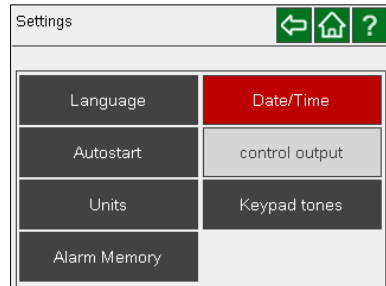 Settings
?
Language
Date/Time
Autostart
control output
Units
Keypad tones
Alarm Memory